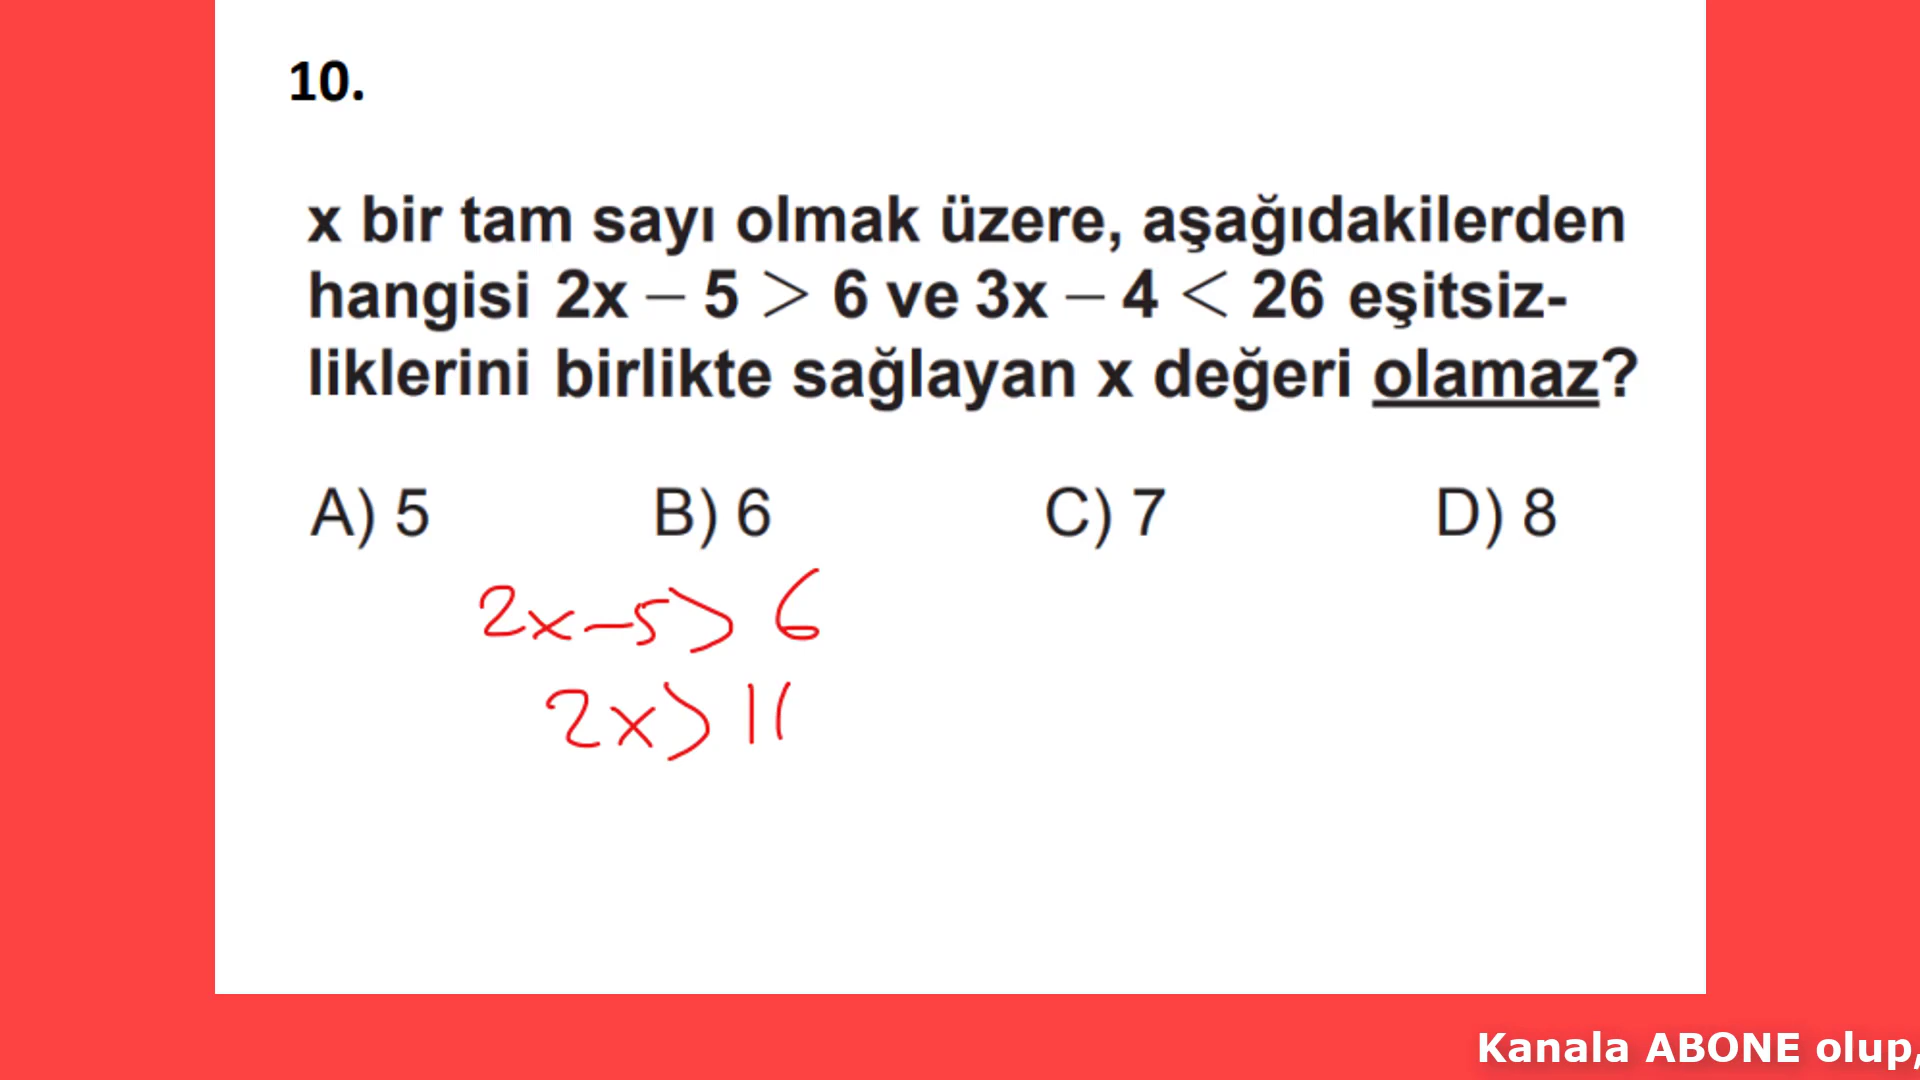 10.
x bir tam sayı olmak üzere, aşağıdakilerden
hangisi 2x – 5 > 6 ve 3x – 4 < 26 eşitsiz-
liklerini birlikte sağlayan x değeri olamaz?
A) 5 B) 6 C) 7 D) 8
2x-5> 6
2x> 11
Kanala ABONE olup,